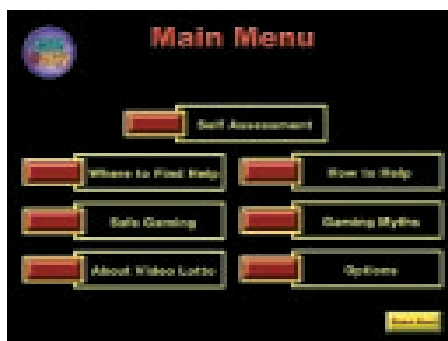 Main Menu
Self Assessment
Where to Find Help
How to Help
Safe Gaming
Gaming Myths
About Video Lotto
Options